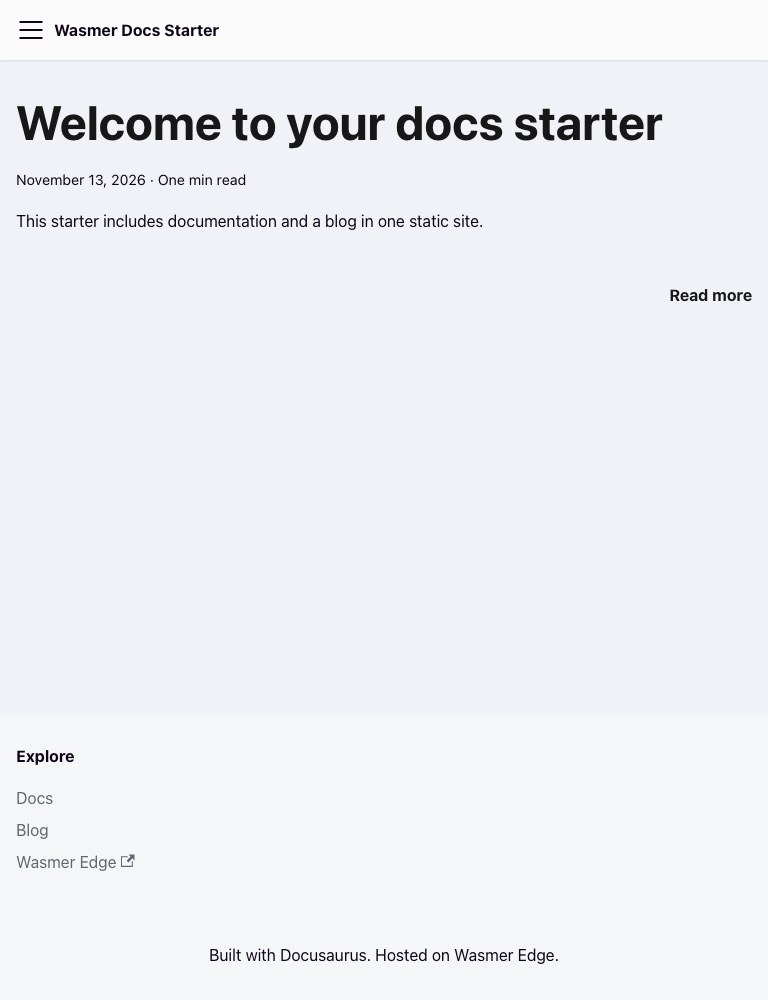 Wasmer Docs Starter
Welcome to your docs starter
November 13, 2026 · One min read
This starter includes documentation and a blog in one static site.
Read more
Explore
Docs
Blog
Wasmer Edge
Built with Docusaurus. Hosted on Wasmer Edge.